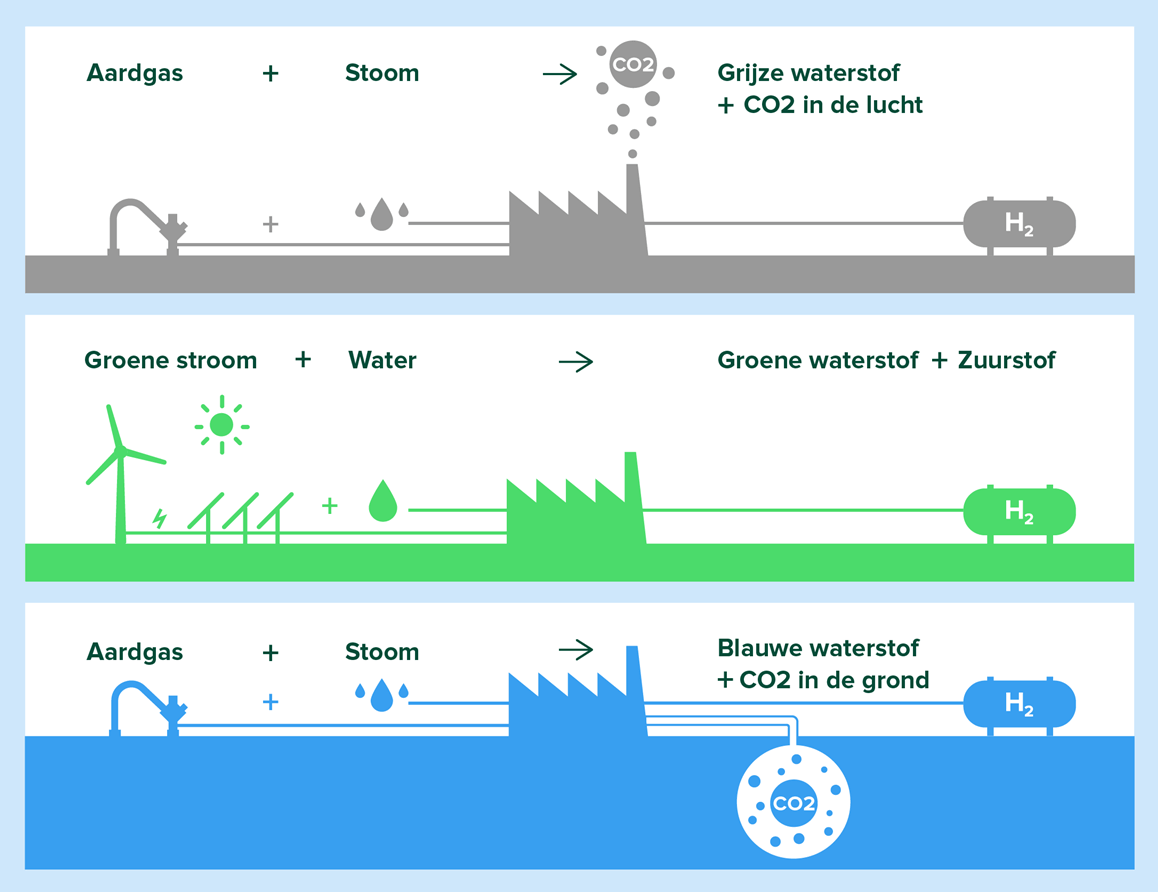 Aardgas + Stoom → Grijze waterstof
+ CO2 in de lucht
CO2
+
H2
Groene stroom + Water → Groene waterstof + Zuurstof
+
H2
Aardgas + Stoom → Blauwe waterstof
+ CO2 in de grond
+
H2
CO2